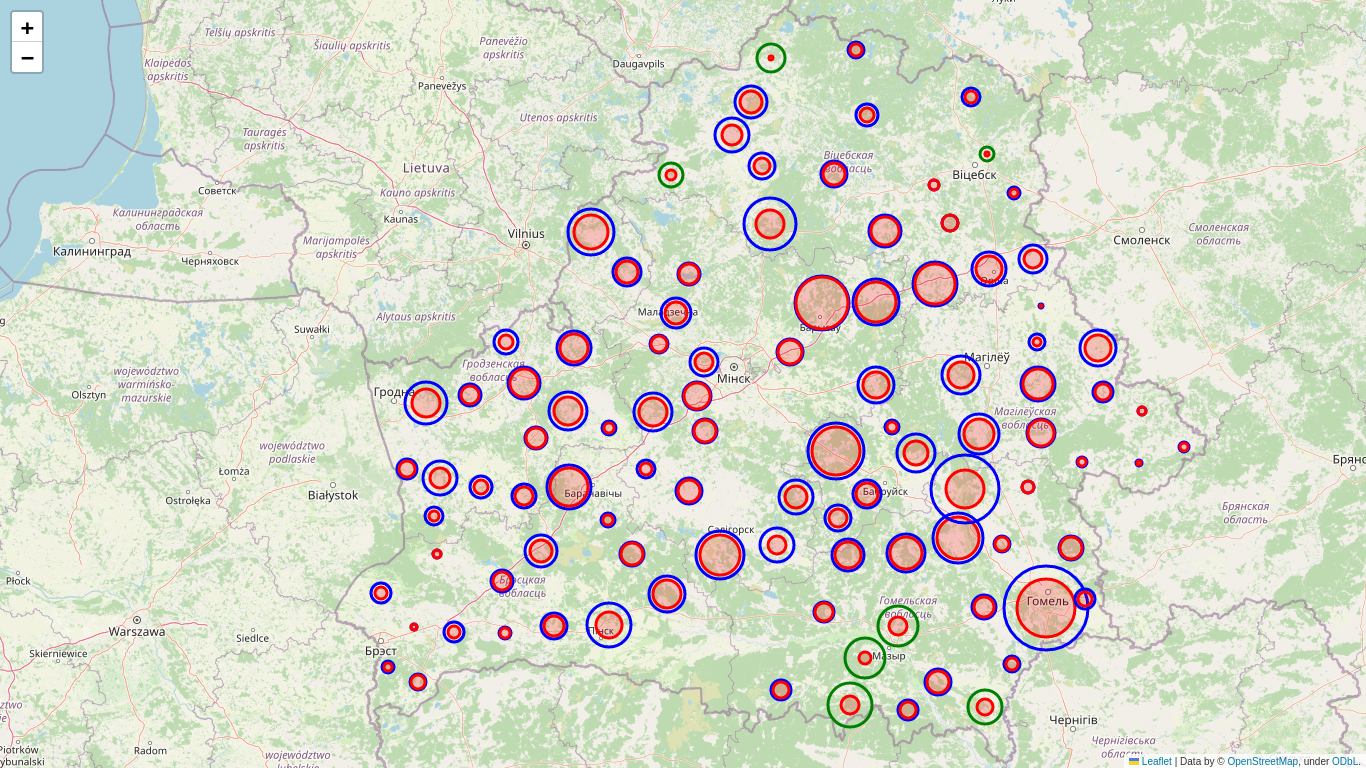 +
−
Луки
Telšių apskritis
Šiaulių apskritis
Panevėžio
apskritis
Klaipėdos
apskritis
Daugavpils
Panevėžys
Utenos apskritis
Tauragės
apskritis
Віцебская
вобласць
Lietuva
Віцебск
Советск
Kauno apskritis
Калининградская
область
Kaunas
Vilnius
Смоленская
область
Смоленск
Marijampolės
apskritis
Калининград
Черняховск
Орша
Alytaus apskritis
Маладзечна
Барысаў
Suwałki
Магілёў
Гродзенская
вобласць
Мінск
województwo
warmińsko-
mazurskie
Гродна
Olsztyn
Магілёўская
вобласць
województwo
podlaskie
Łomża
Бранск
Białystok
Баранавічы
Бабруйск
Ostrołęka
Брянская
область
Салігорск
Płock
Брэсцкая
вобласць
Гомельская
вобласць
Гомель
Warszawa
Siedlce
Пінск
Skierniewice
Брэст
Мазыр
Чернігів
Radom
Чернігівська
область
Piotrków
województwo
Leaflet | Data by © OpenStreetMap, under ODbL.